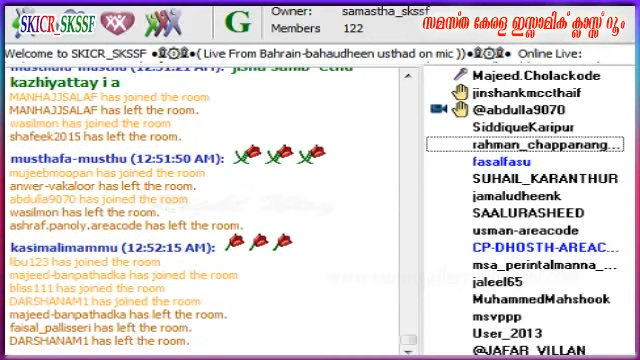 SKICR SKSSF
G
Owner: samastha_skssf
Members 122
സമസ്ത കേരള ഇസ്ലാമിക് ക്ലാസ്സ് റൂം
Welcome to SKICR_SKSSF
( Live From Bahrain-bahaudheen usthad on mic )
Online Live:
kazhiyattay i a
MANHAJJSALAF has joined the room
MANHAJJSALAF has left the room.
wasilmon has joined the room
shafeek2015 has left the room.
musthafa-musthu (12:51:50 AM):
mujeebmoopan has joined the room
anwer-vakaloor has left the room.
abdulla9070 has joined the room
wasilmon has left the room.
ashraf.panoly.areacode has left the room.
kasimalimammu (12:52:15 AM):
libu123 has joined the room
majeed-banpathadka has joined the room
bliss111 has joined the room
DARSHANAM1 has joined the room
majeed-banpathadka has left the room.
faisal_pallisseri has left the room.
DARSHANAM1 has left the room.
Majeed.Cholackode
jinshankmccthaif
@abdulla9070
SiddiqueKaripur
rahman_chappanang...
fasalfasu
SUHAIL_KARANTHUR
jamaludheenk
SAALURASHEED
usman-areacode
CP-DHOSTH-AREAC...
msa_perintalmanna_...
jaleel65
MuhammedMahshook
msvppp
User_2013
@JAFAR_VILLAN